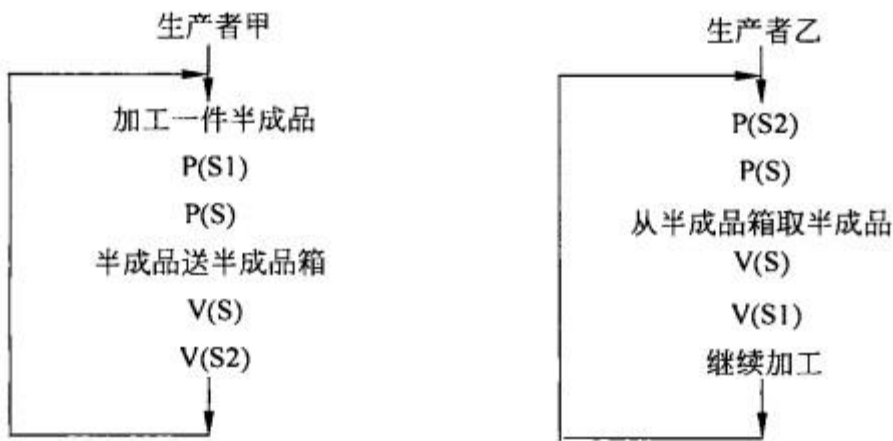 生产者甲
加工一件半成品
P(S1)
P(S)
半成品送半成品箱
V(S)
V(S2)
生产者乙
P(S2)
P(S)
从半成品箱取半成品
V(S)
V(S1)
继续加工